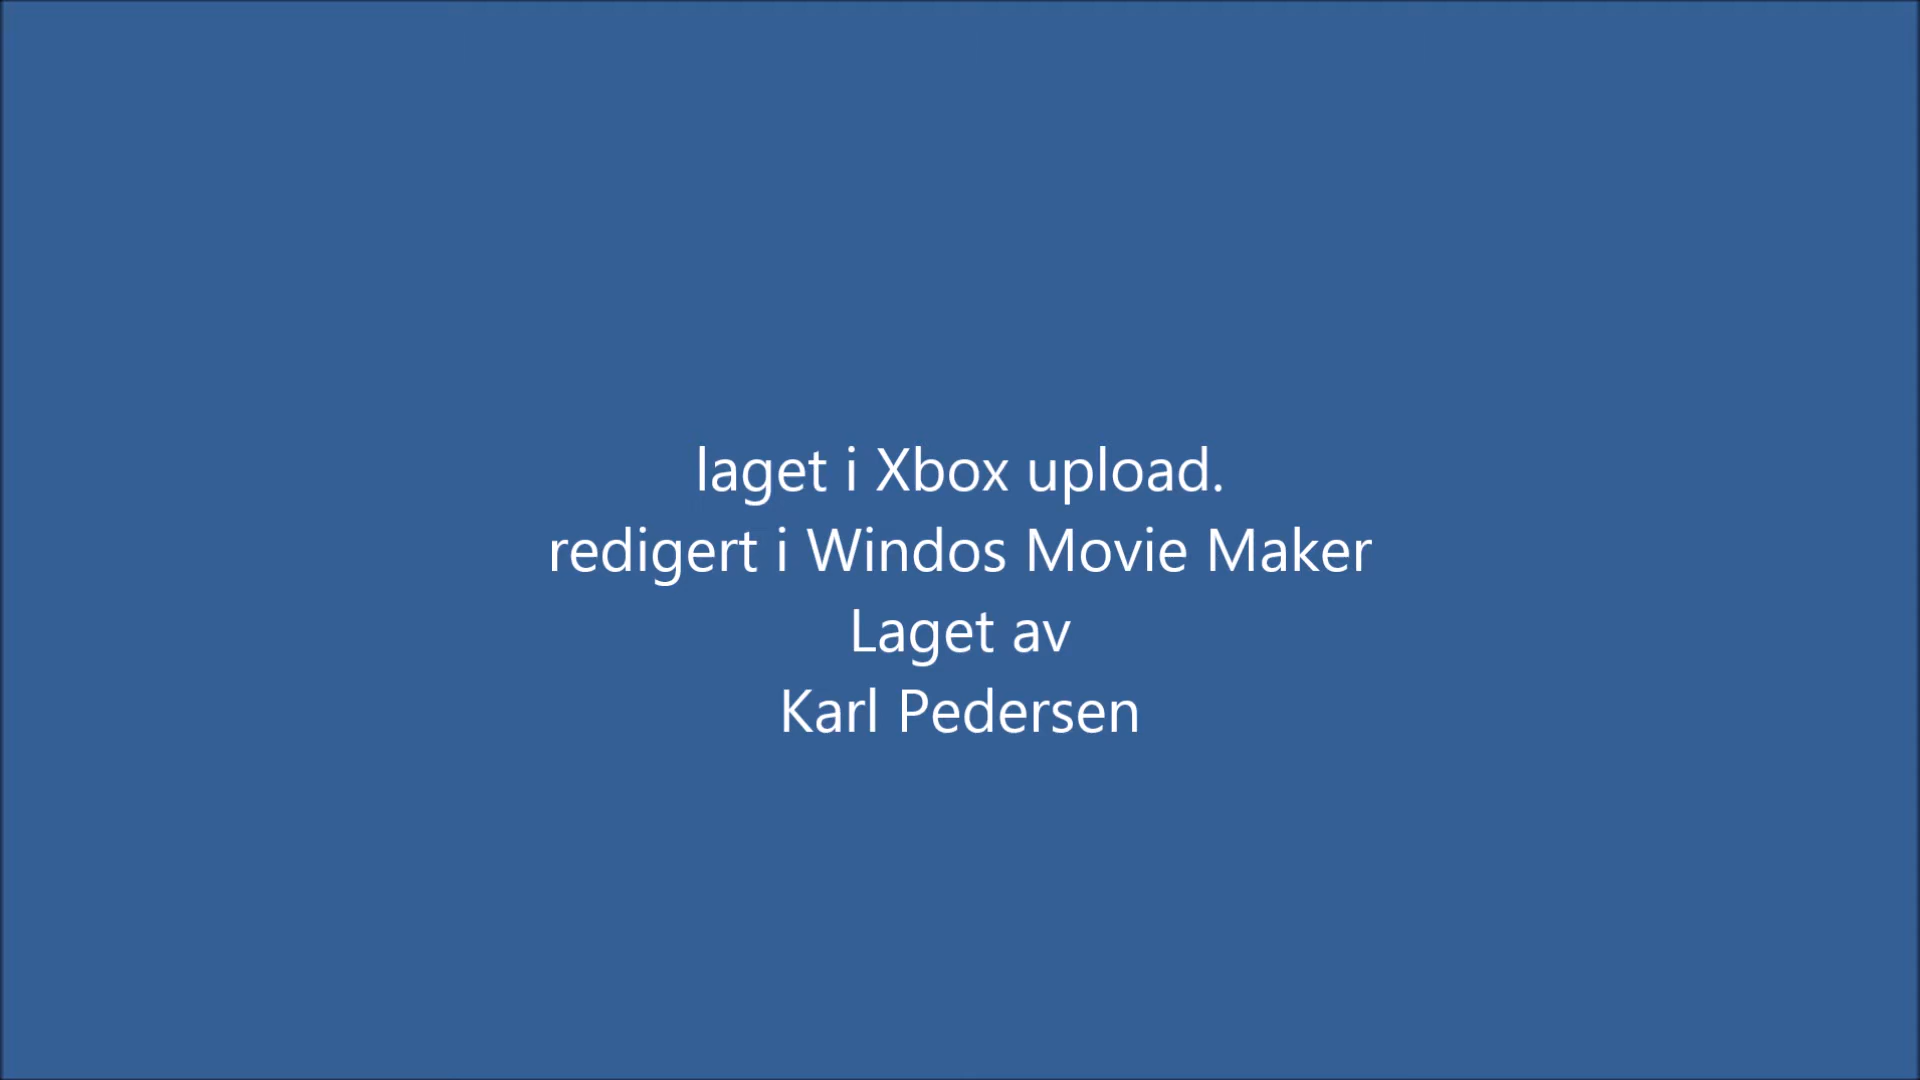 laget i Xbox upload.
redigert i Windos Movie Maker
Laget av
Karl Pedersen